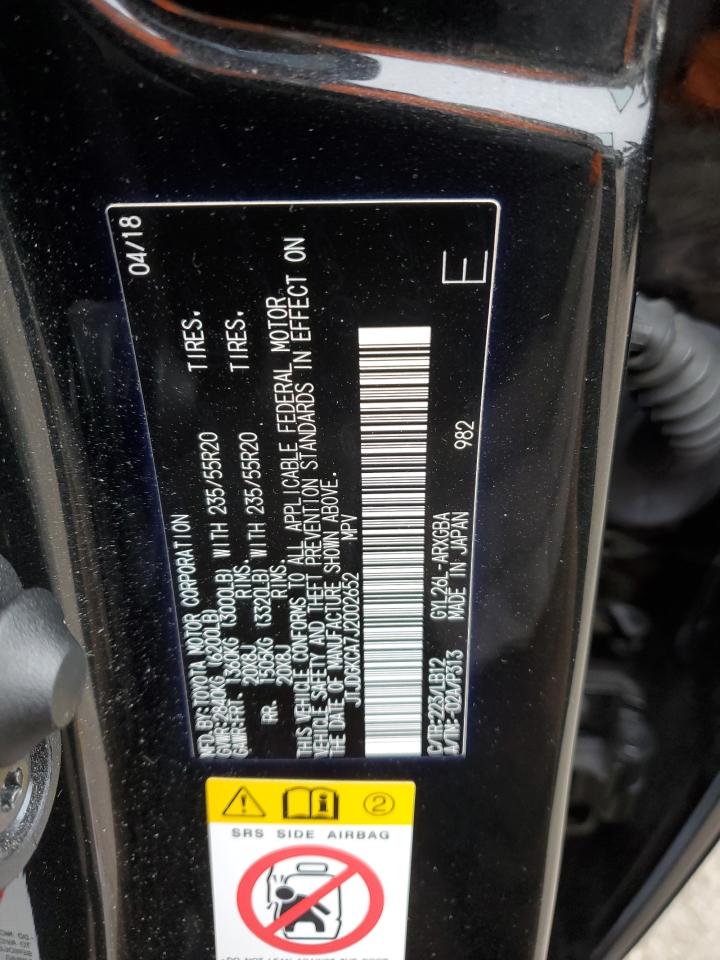 MFD.BY:TOYOTA MOTOR CORPORATION 04/18
GVWR:2840KG (6200LB)
GAWR:FRT. 1360KG (3000LB) WITH 235/55R20 TIRES.
20X8J RIMS.
RR. 1505KG (3320LB) WITH 235/55R20 TIRES.
20X8J RIMS.
THIS VEHICLE CONFORMS TO ALL APPLICABLE FEDERAL MOTOR
VEHICLE SAFETY AND THEFT PREVENTION STANDARDS IN EFFECT ON
THE DATE OF MANUFACTURE SHOWN ABOVE.
JTJDGKCA7J2002652 MPV
C/TR:223/LB12 GYL26L-ARXGBA
A/TM:-02A/P313 MADE IN JAPAN 982 E
2
SRS SIDE AIRBAG